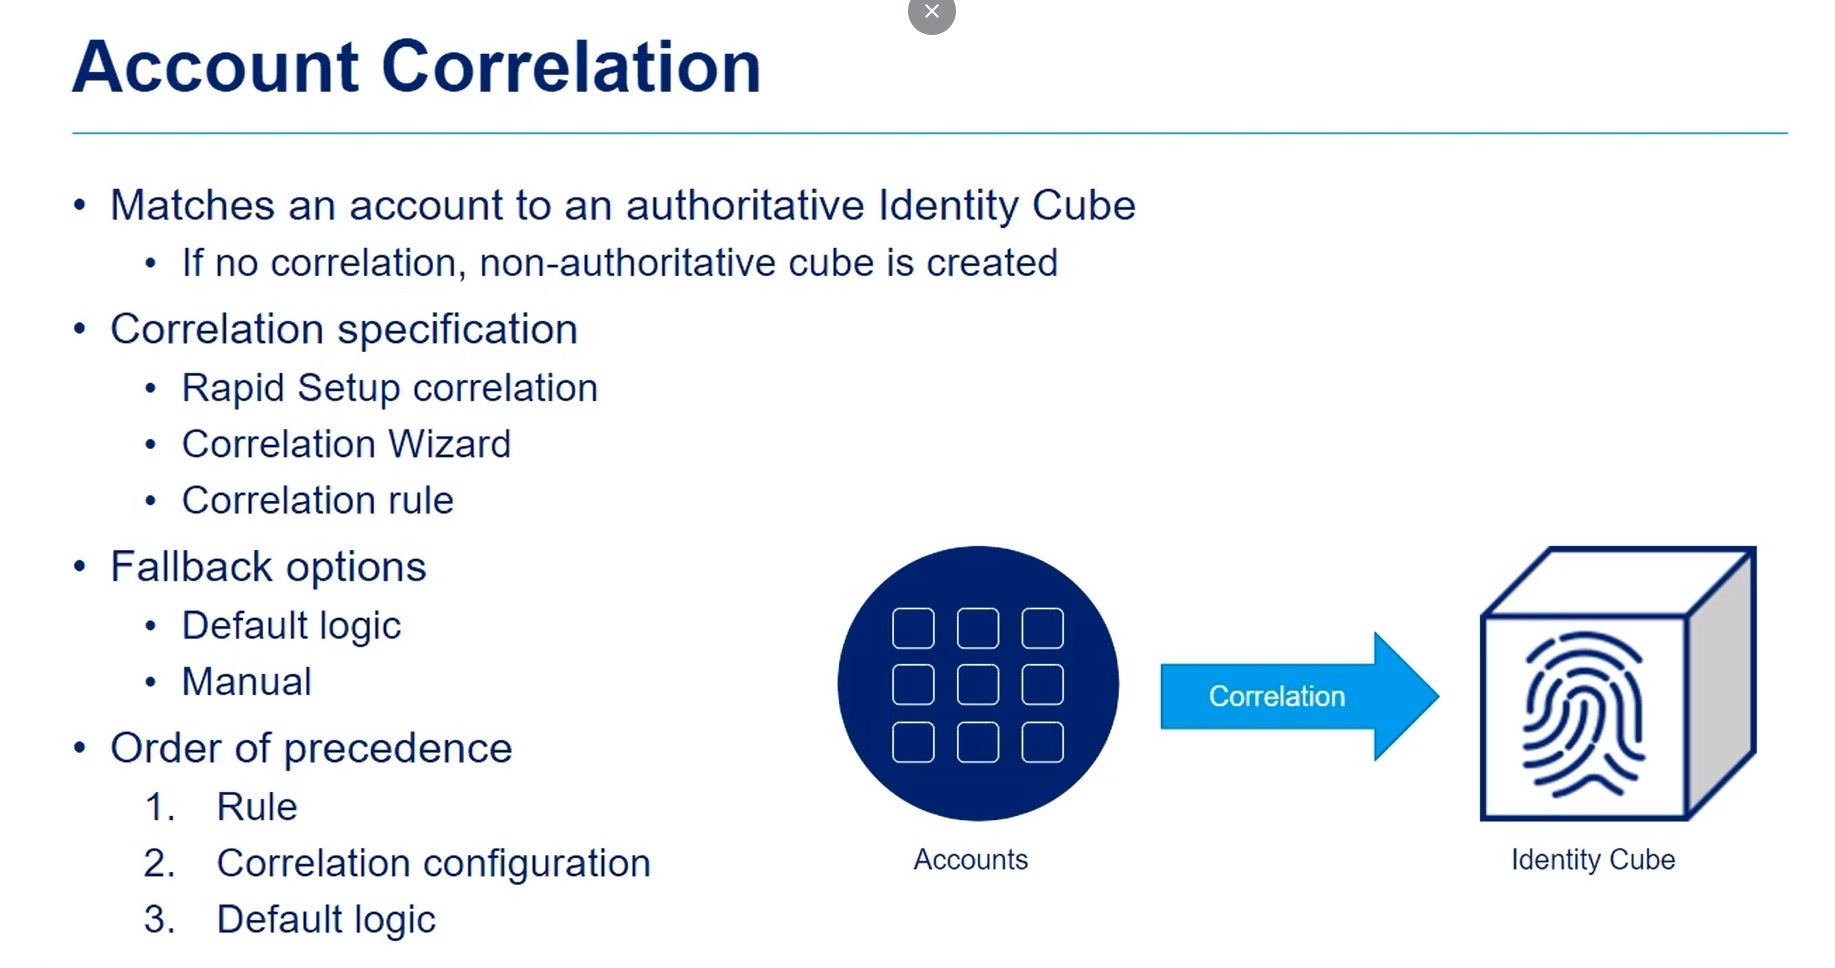 Account Correlation
• Matches an account to an authoritative Identity Cube
• If no correlation, non-authoritative cube is created
• Correlation specification
• Rapid Setup correlation
• Correlation Wizard
• Correlation rule
• Fallback options
• Default logic
• Manual
• Order of precedence
1. Rule
2. Correlation configuration
3. Default logic
Correlation
Accounts
Identity Cube